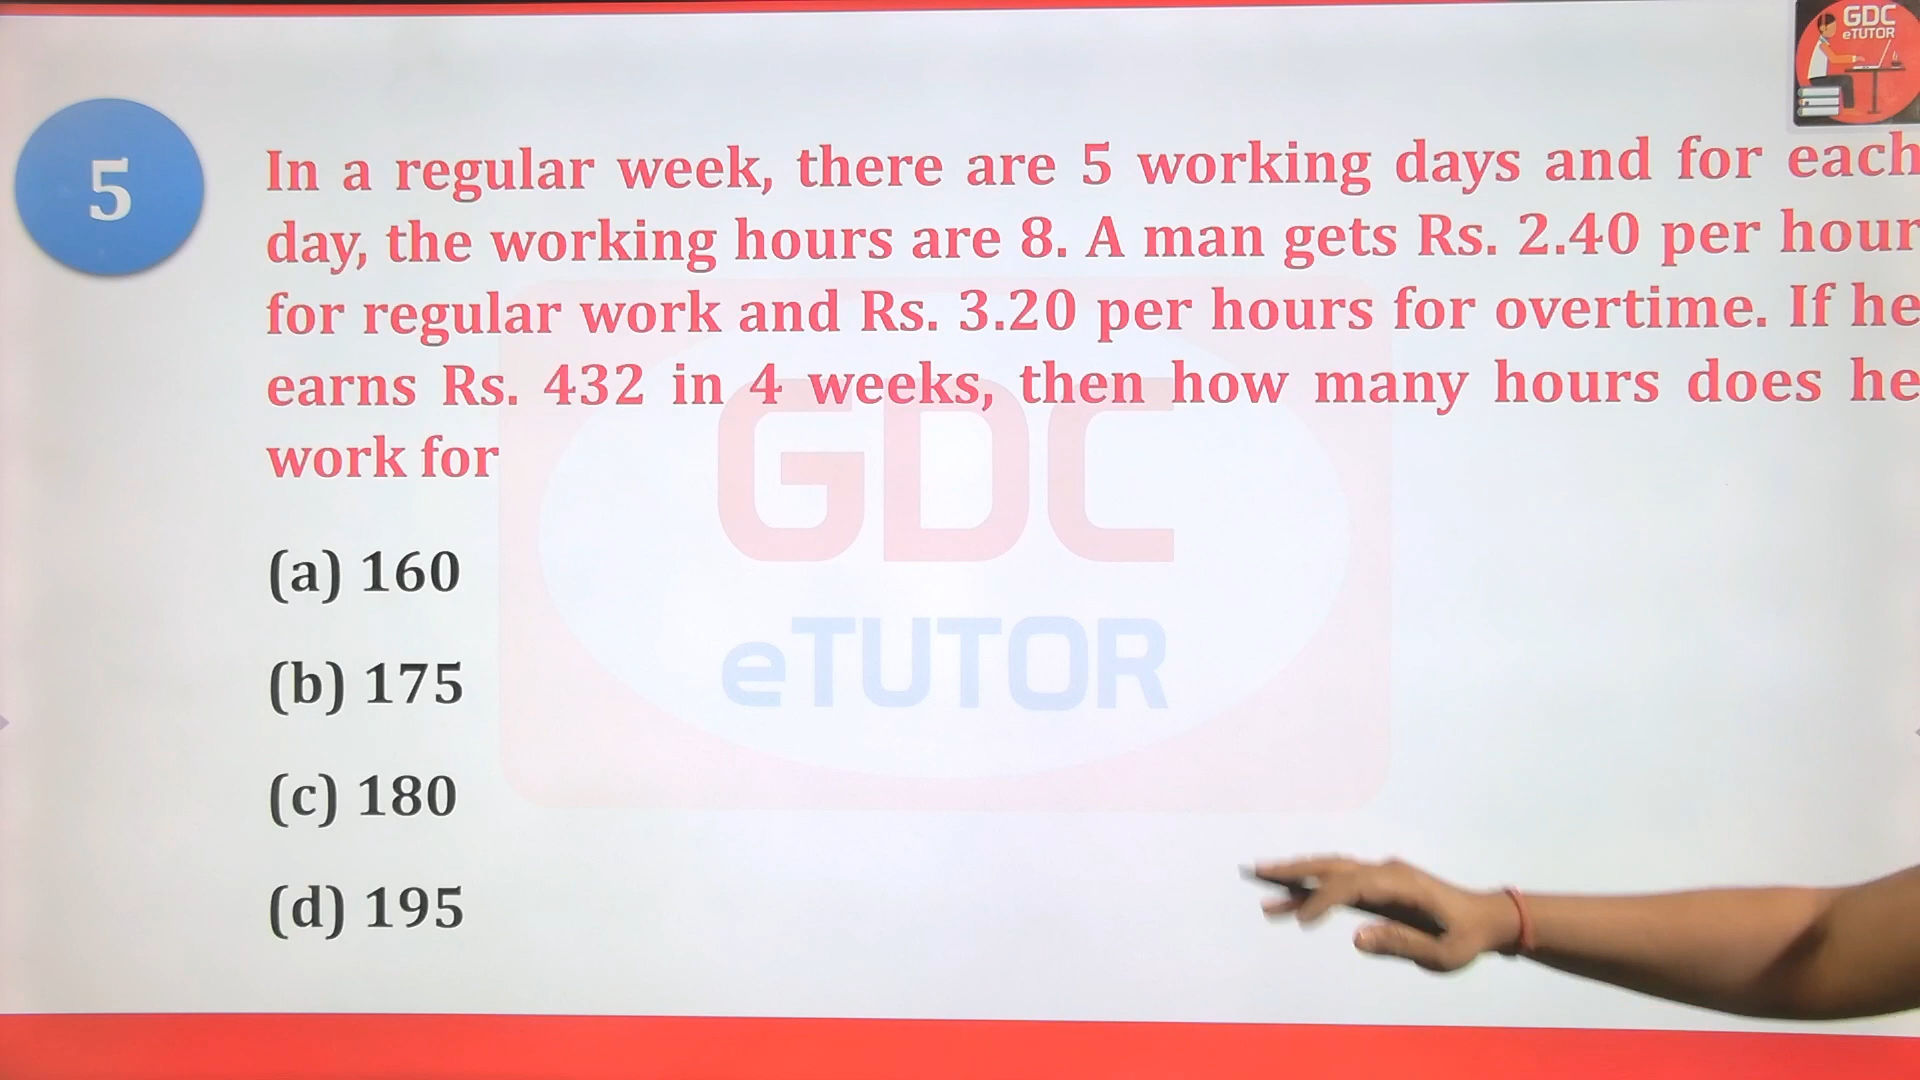 GDC
eTUTOR
5
In a regular week, there are 5 working days and for each
day, the working hours are 8. A man gets Rs. 2.40 per hour
for regular work and Rs. 3.20 per hours for overtime. If he
earns Rs. 432 in 4 weeks, then how many hours does he
work for
GDC
eTUTOR
(a) 160
(b) 175
(c) 180
(d) 195